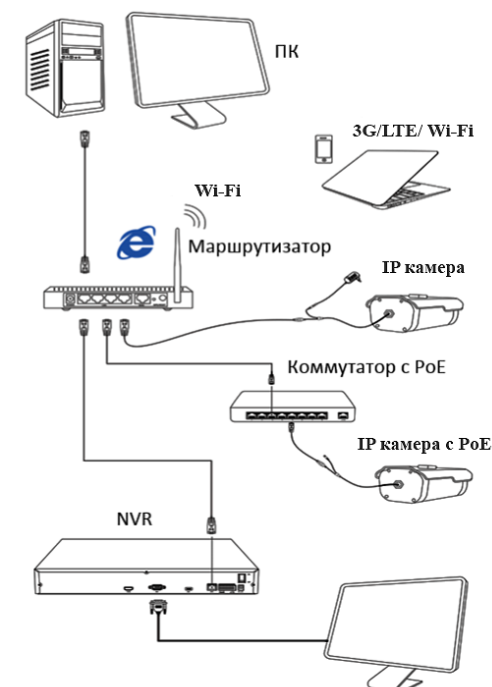 ПК
3G/LTE/ Wi-Fi
Wi-Fi
Маршрутизатор
IP камера
Коммутатор с PoE
IP камера с PoE
NVR